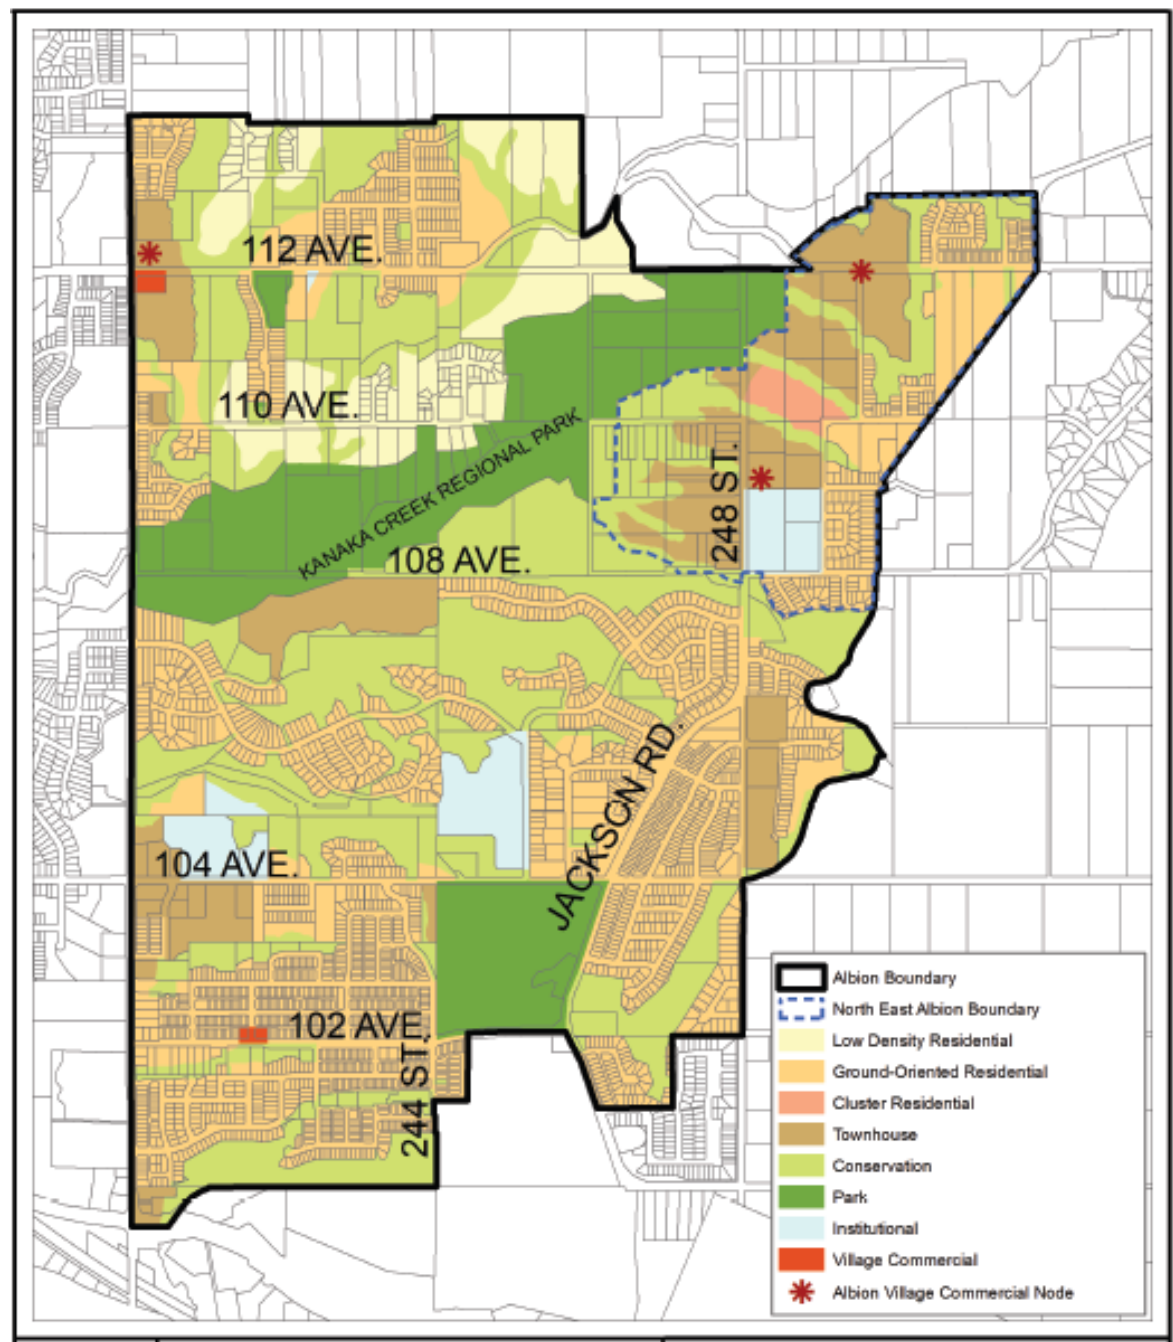 112 AVE.
110 AVE.
KANAKA CREEK REGIONAL PARK
248 ST.
108 AVE.
JACKSON RD.
104 AVE.
102 AVE.
244 ST.
Albion Boundary
North East Albion Boundary
Low Density Residential
Ground-Oriented Residential
Cluster Residential
Townhouse
Conservation
Park
Institutional
Village Commercial
Albion Village Commercial Node